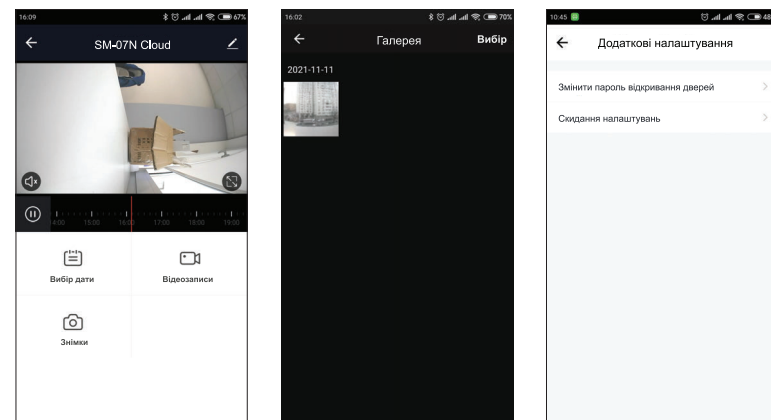 16:09
67%
SM-07N Cloud
14:00 15:00 16:00 17:00 18:00 19:00
Вибір дати
Відеозаписи
Знімки
16:02
70%
Галерея
Вибір
2021-11-11
10:45
48
Додаткові налаштування
Змінити пароль відкривання дверей
Скидання налаштувань